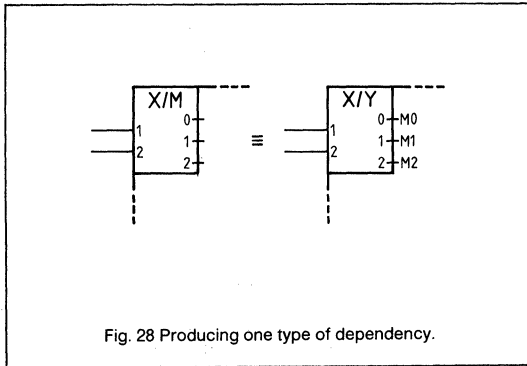 X/M
0
1
1
2
2
≡
X/Y
0 M0
1
1 M1
2
2 M2
Fig. 28 Producing one type of dependency.